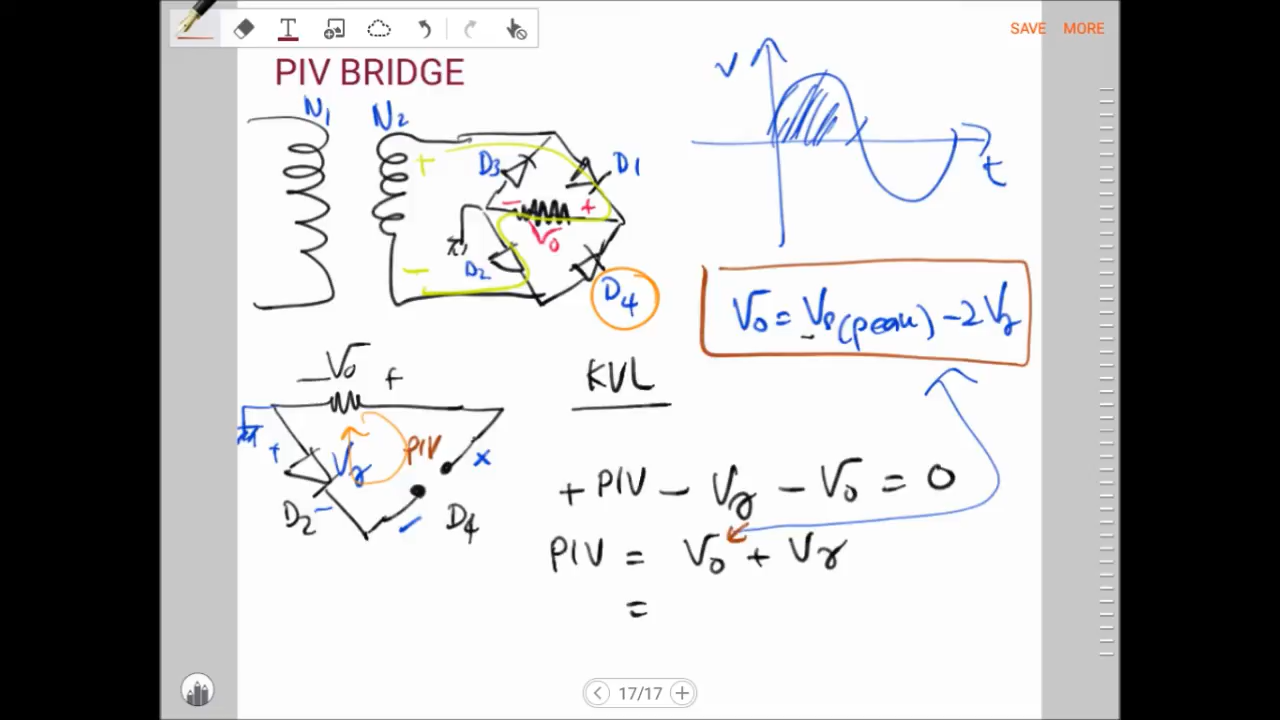 SAVE MORE
PIV BRIDGE
N1 N2
V
t
D3 D1
+
- +
Vo
D2
-
D4
Vo = Vs(peak) - 2Vγ
- Vo +
KVL
+ Vγ PIV x
+ PIV - Vγ - Vo = 0
D2 - D4
PIV = Vo + Vγ
=
17/17